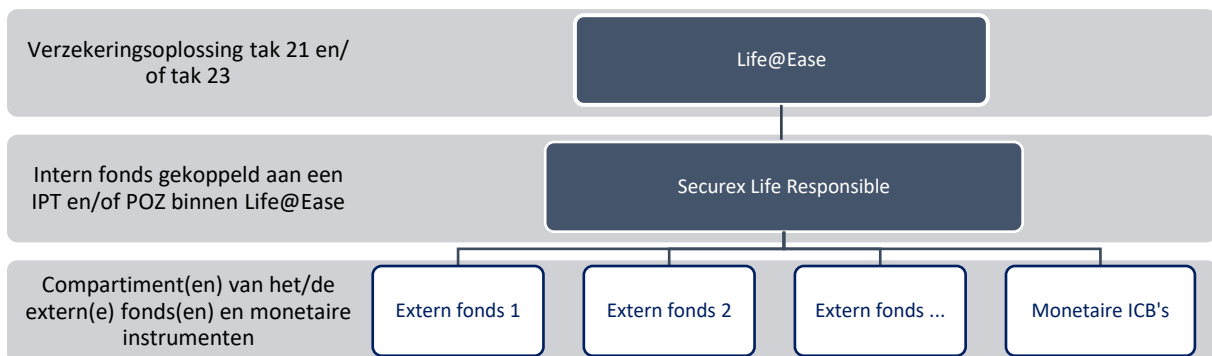 Verzekeringsoplossing tak 21 en/
of tak 23
Life@Ease
Intern fonds gekoppeld aan een
IPT en/of POZ binnen Life@Ease
Securex Life Responsible
Compartiment(en) van het/de
extern(e) fonds(en) en monetaire
instrumenten
Extern fonds 1
Extern fonds 2
Extern fonds ...
Monetaire ICB's